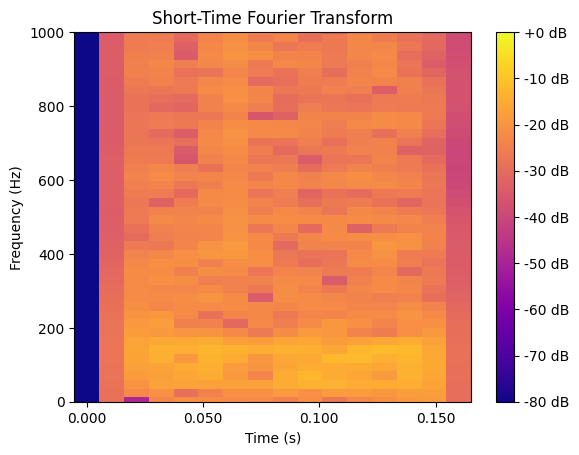 Short-Time Fourier Transform
1000
800
600
400
200
0
Frequency (Hz)
0.000
0.050
0.100
0.150
Time (s)
+0 dB
-10 dB
-20 dB
-30 dB
-40 dB
-50 dB
-60 dB
-70 dB
-80 dB